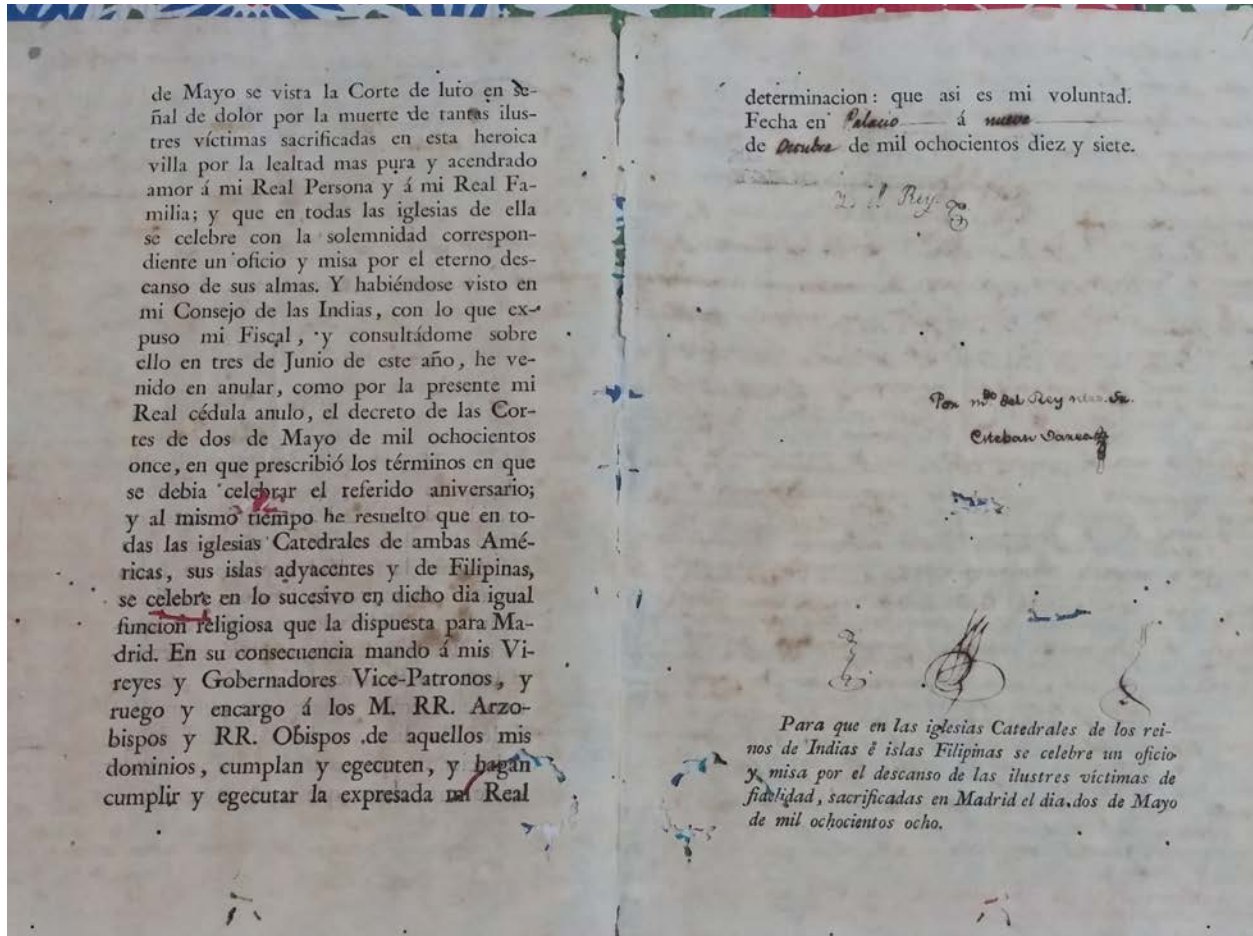 de Mayo se vista la Corte de luto en se-
ñal de dolor por la muerte de tantas ilus-
tres víctimas sacrificadas en esta heroica
villa por la lealtad mas pura y acendrado
amor á mi Real Persona y á mi Real Fa-
milia; y que en todas las iglesias de ella
se celebre con la solemnidad correspon-
diente un oficio y misa por el eterno des-
canso de sus almas. Y habiéndose visto en
mi Consejo de las Indias, con lo que ex-
puso mi Fiscal, y consultádome sobre
ello en tres de Junio de este año, he ve-
nido en anular, como por la presente mi
Real cédula anulo, el decreto de las Cor-
tes de dos de Mayo de mil ochocientos
once, en que prescribió los términos en que
se debia celebrar el referido aniversario;
y al mismo tiempo he resuelto que en to-
das las iglesias Catedrales de ambas Amé-
ricas, sus islas adyacentes y de Filipinas,
se celebre en lo sucesivo en dicho dia igual
funcion religiosa que la dispuesta para Ma-
drid. En su consecuencia mando á mis Vi-
reyes y Gobernadores Vice-Patronos, y
ruego y encargo á los M. RR. Arzo-
bispos y RR. Obispos de aquellos mis
dominios, cumplan y egecuten, y hagan
cumplir y egecutar la expresada mi Real
determinacion: que asi es mi voluntad.
Fecha en Palacio á nueve
de Octubre de mil ochocientos diez y siete.
Yo el Rey
Por mdo del Rey ntro. Sr.
Esteban Varea
Para que en las iglesias Catedrales de los rei-
nos de Indias é islas Filipinas se celebre un oficio
y misa por el descanso de las ilustres víctimas de
fidelidad, sacrificadas en Madrid el dia dos de Mayo
de mil ochocientos ocho.